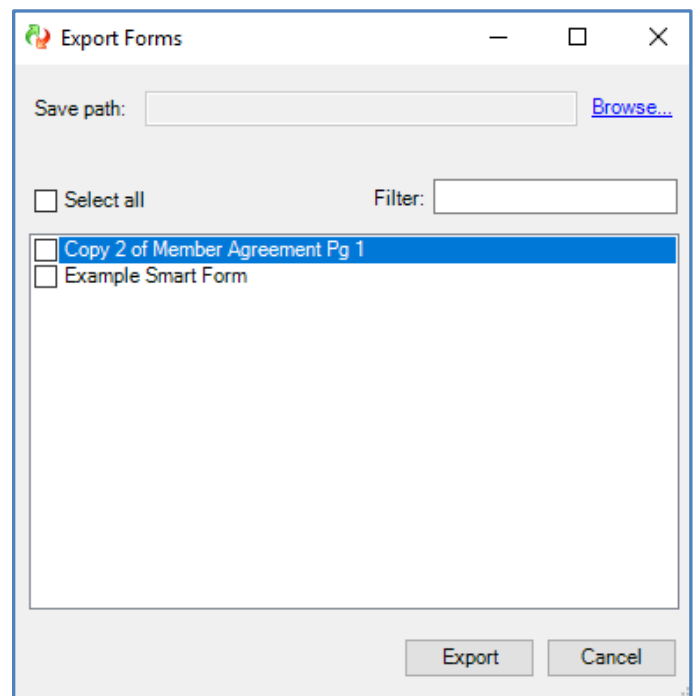 Export Forms
Save path: Browse...
Select all Filter:
Copy 2 of Member Agreement Pg 1
Example Smart Form
Export Cancel